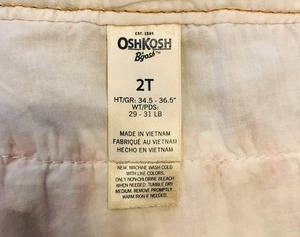 EST. 1895
OSHKOSH
B'gosh™
2T
HT/GR: 34.5 - 36.5"
WT/PDS:
29 - 31 LB
MADE IN VIETNAM
FABRIQUÉ AU VIETNAM
HECHO EN VIETNAM
NEW. MACHINE WASH COLD
WITH LIKE COLORS.
ONLY NON-CHLORINE BLEACH
WHEN NEEDED. TUMBLE DRY
MEDIUM. REMOVE PROMPTLY.
WARM IRON IF NEEDED.